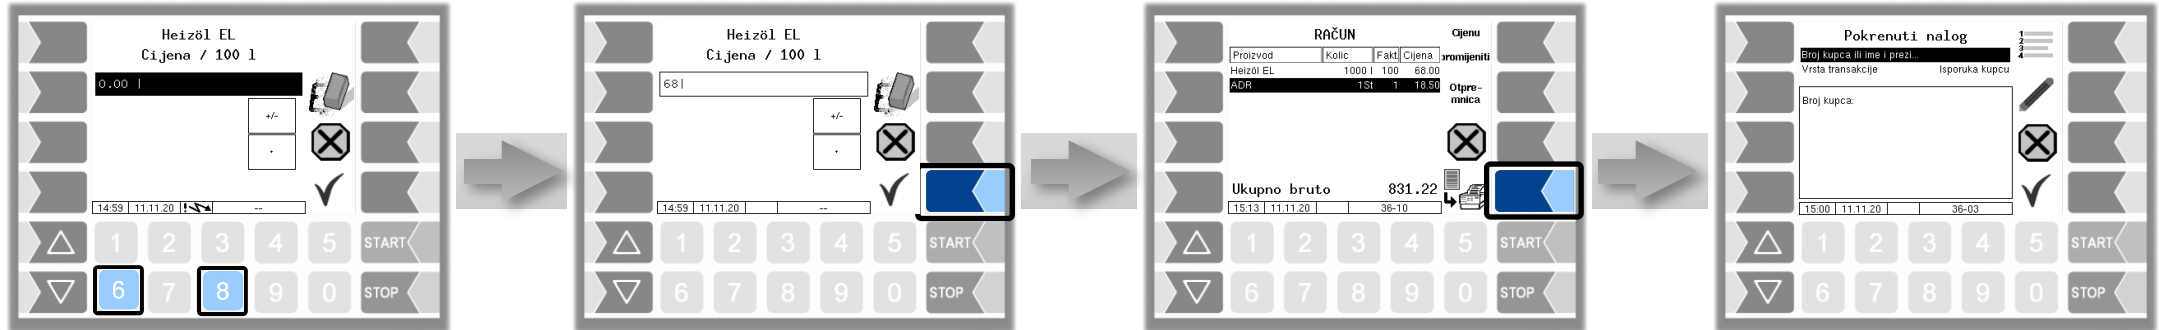 Heizöl EL
Cijena / 100 l
0.00 |
+/-
.
14:59 11.11.20 ! --
START
1 2 3 4 5
STOP
6 7 8 9 0
Heizöl EL
Cijena / 100 l
68|
+/-
.
14:59 11.11.20 --
START
1 2 3 4 5
STOP
6 7 8 9 0
RAČUN
Cijenu
promijeniti
Proizvod Kolic Fakt. Cijena
Heizöl EL 1000 l 100 68.00
ADR 1St 1 18.50
Otpre-
mnica
Ukupno bruto 831.22
15:13 11.11.20 36-10
1 2 3 4 5 START
6 7 8 9 0 STOP
Pokrenuti nalog
Broj kupca ili ime i prezi...
Vrsta transakcije Isporuka kupcu
Broj kupca:
1
2
3
4
15:00 11.11.20 36-03
1 2 3 4 5 START
6 7 8 9 0 STOP